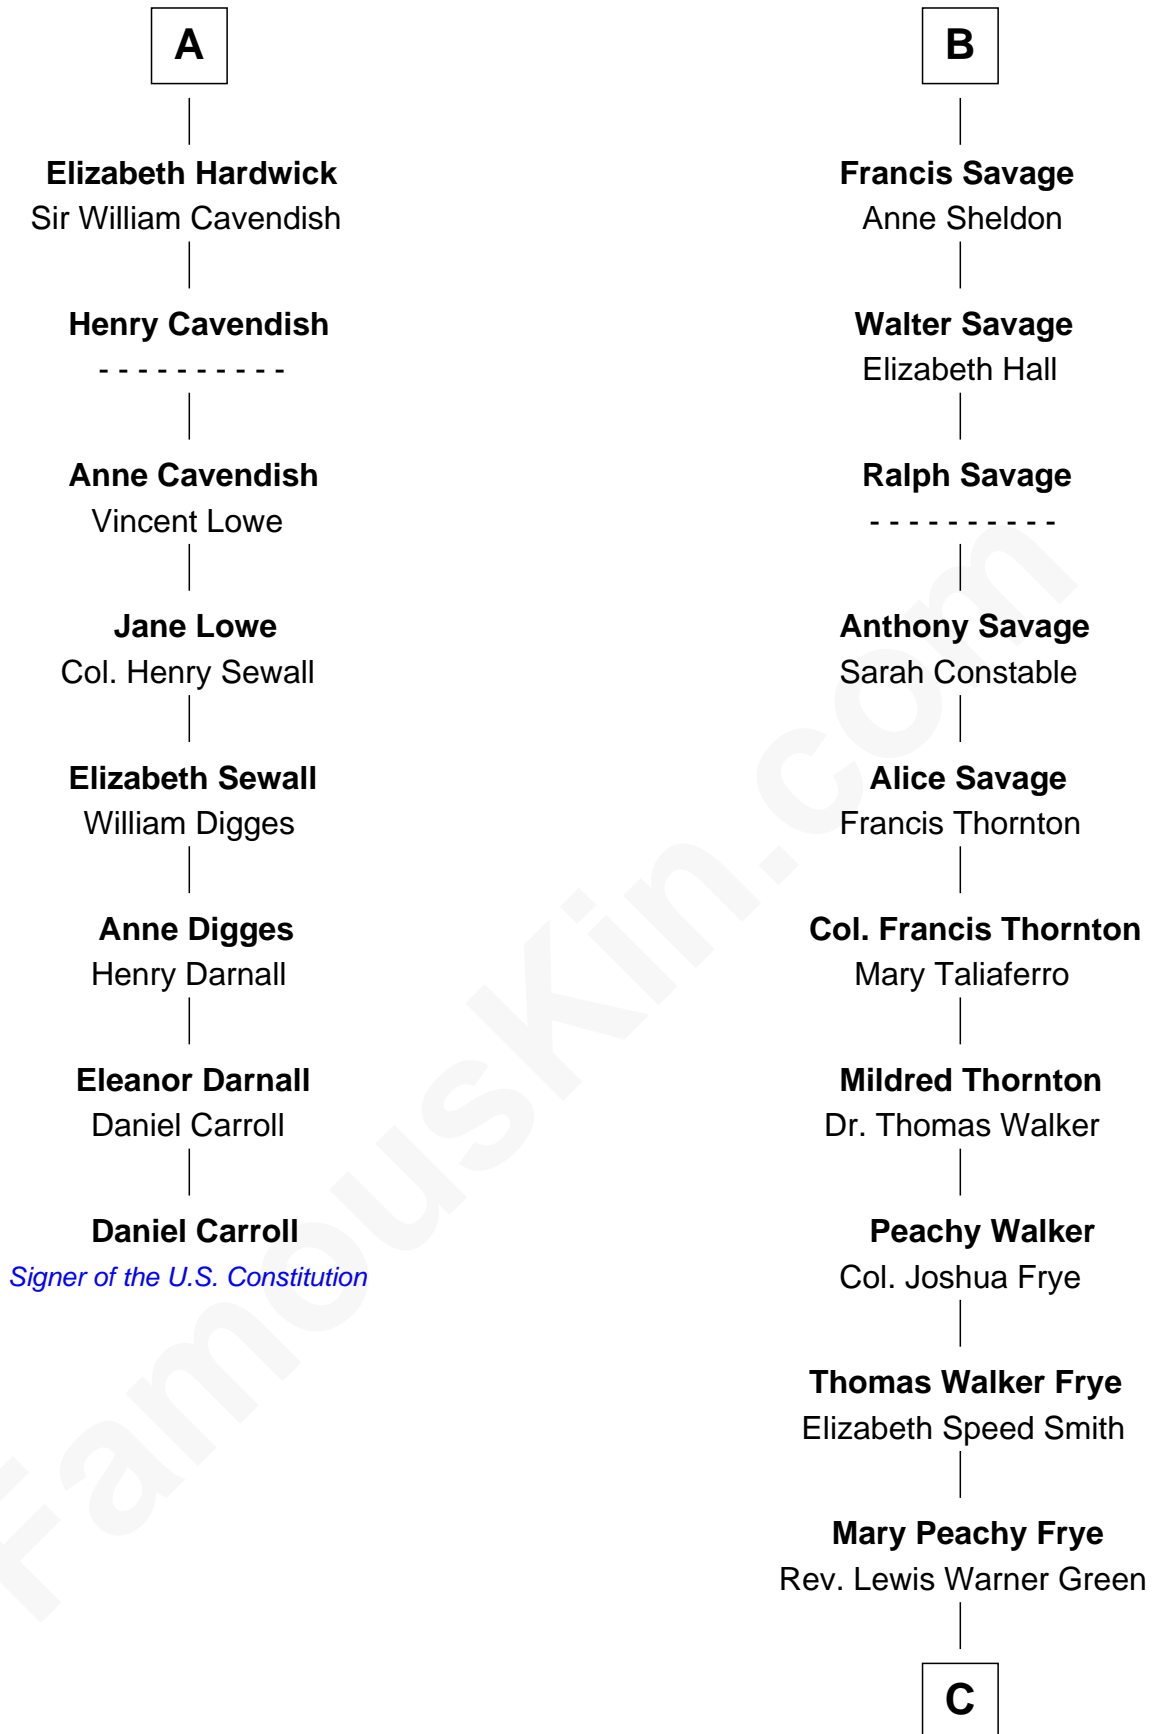 A
Elizabeth Hardwick
Sir William Cavendish
Henry Cavendish
- - - - - - - - - -
Anne Cavendish
Vincent Lowe
Jane Lowe
Col. Henry Sewall
Elizabeth Sewall
William Digges
Anne Digges
Henry Darnall
Eleanor Darnall
Daniel Carroll
Daniel Carroll
Signer of the U.S. Constitution
B
Francis Savage
Anne Sheldon
Walter Savage
Elizabeth Hall
Ralph Savage
- - - - - - - - - -
Anthony Savage
Sarah Constable
Alice Savage
Francis Thornton
Col. Francis Thornton
Mary Taliaferro
Mildred Thornton
Dr. Thomas Walker
Peachy Walker
Col. Joshua Frye
Thomas Walker Frye
Elizabeth Speed Smith
Mary Peachy Frye
Rev. Lewis Warner Green
C
FamousKin.com